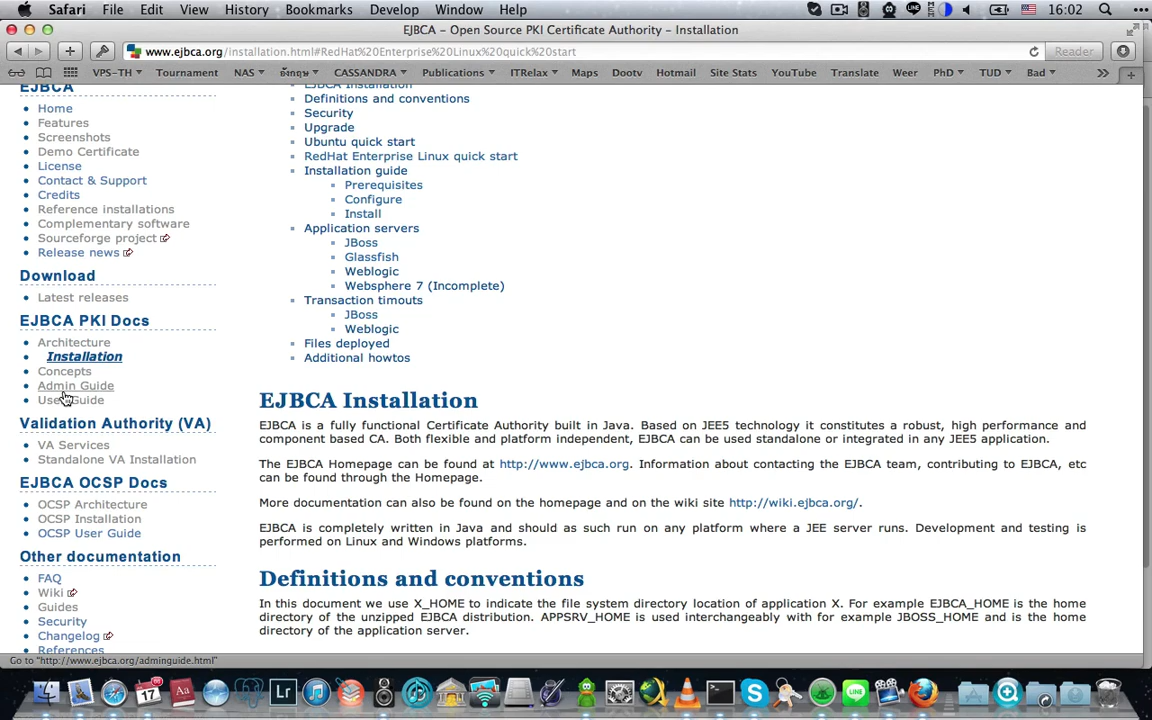 Safari File Edit View History Bookmarks Develop Window Help 16:02
EJBCA – Open Source PKI Certificate Authority – Installation
www.ejbca.org/installation.html#RedHat%20Enterprise%20Linux%20quick%20start Reader
VPS-TH Tournament NAS อังกฤษ CASSANDRA Publications ITRelax Maps Dootv Hotmail Site Stats YouTube Translate Weer PhD TUD Bad
EJBCA
Home
Features
Screenshots
Demo Certificate
License
Contact & Support
Credits
Reference installations
Complementary software
Sourceforge project
Release news
Download
Latest releases
EJBCA PKI Docs
Architecture
Installation
Concepts
Admin Guide
User Guide
Validation Authority (VA)
VA Services
Standalone VA Installation
EJBCA OCSP Docs
OCSP Architecture
OCSP Installation
OCSP User Guide
Other documentation
FAQ
Wiki
Guides
Security
Changelog
References
EJBCA Installation
Definitions and conventions
Security
Upgrade
Ubuntu quick start
RedHat Enterprise Linux quick start
Installation guide
Prerequisites
Configure
Install
Application servers
JBoss
Glassfish
Weblogic
Websphere 7 (Incomplete)
Transaction timeouts
JBoss
Weblogic
Files deployed
Additional howtos
EJBCA Installation
EJBCA is a fully functional Certificate Authority built in Java. Based on JEE5 technology it constitutes a robust, high performance and
component based CA. Both flexible and platform independent, EJBCA can be used standalone or integrated in any JEE5 application.
The EJBCA Homepage can be found at http://www.ejbca.org. Information about contacting the EJBCA team, contributing to EJBCA, etc
can be found through the Homepage.
More documentation can also be found on the homepage and on the wiki site http://wiki.ejbca.org/.
EJBCA is completely written in Java and should as such run on any platform where a JEE server runs. Development and testing is
performed on Linux and Windows platforms.
Definitions and conventions
In this document we use X_HOME to indicate the file system directory location of application X. For example EJBCA_HOME is the home
directory of the unzipped EJBCA distribution. APPSRV_HOME is used interchangeably with for example JBOSS_HOME and is the home
directory of the application server.
Go to "http://www.ejbca.org/adminguide.html"
17
Aa
Lr
LINE